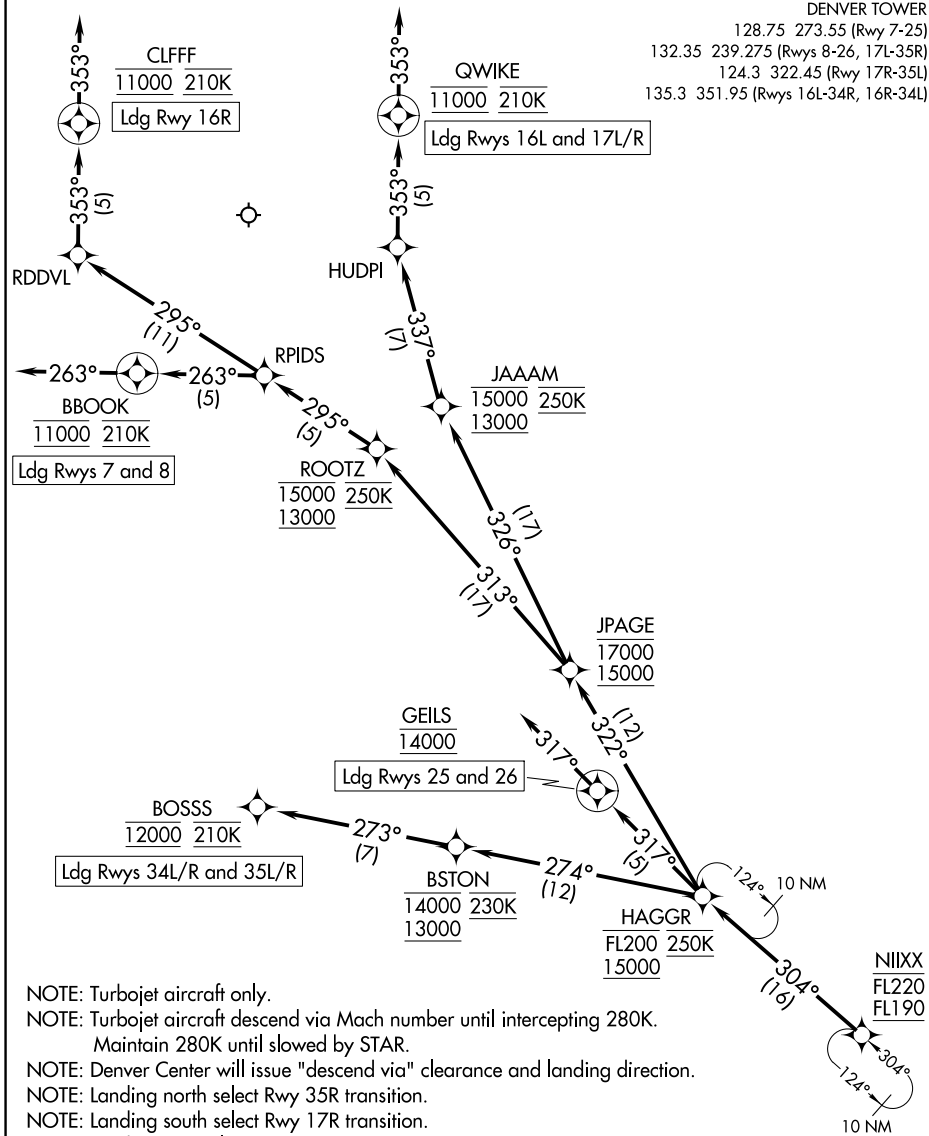 DENVER TOWER
128.75 273.55 (Rwy 7-25)
132.35 239.275 (Rwys 8-26, 17L-35R)
124.3 322.45 (Rwy 17R-35L)
135.3 351.95 (Rwys 16L-34R, 16R-34L)
353°
CLFFF
11000 210K
Ldg Rwy 16R
353°
(5)
RDDVL
353°
QWIKE
11000 210K
Ldg Rwys 16L and 17L/R
353°
(5)
HUDPI
295°
(11)
RPIDS
263°
263°
(5)
BBOOK
11000 210K
Ldg Rwys 7 and 8
337°
(7)
JAAAM
15000 250K
13000
295°
(5)
ROOTZ
15000 250K
13000
326°
(17)
313°
(17)
JPAGE
17000
15000
322°
(12)
GEILS
14000
Ldg Rwys 25 and 26
317°
317°
(5)
BOSSS
12000 210K
Ldg Rwys 34L/R and 35L/R
273°
(7)
BSTON
14000 230K
13000
274°
(12)
HAGGR
FL200 250K
15000
124°
10 NM
304°
(16)
NIIXX
FL220
FL190
304°
124°
10 NM
NOTE: Turbojet aircraft only.
NOTE: Turbojet aircraft descend via Mach number until intercepting 280K.
Maintain 280K until slowed by STAR.
NOTE: Denver Center will issue "descend via" clearance and landing direction.
NOTE: Landing north select Rwy 35R transition.
NOTE: Landing south select Rwy 17R transition.